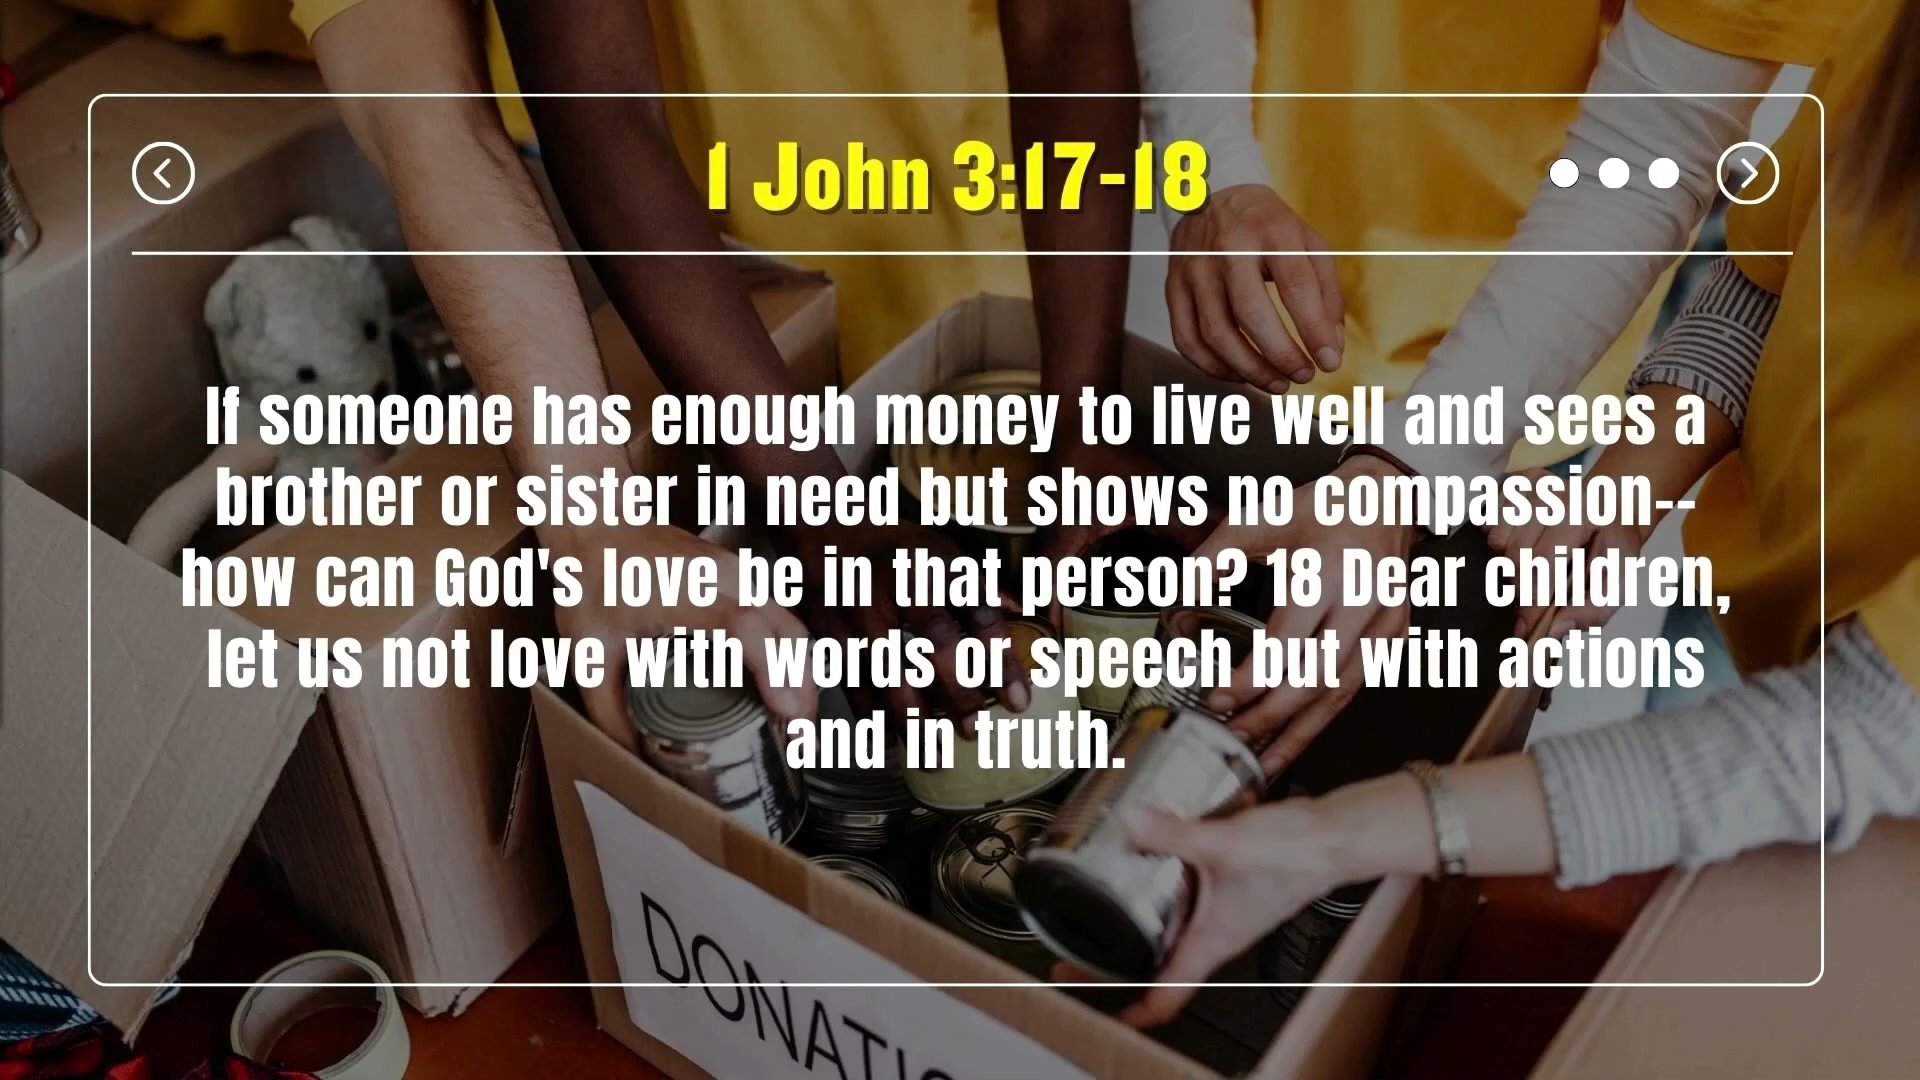 1 John 3:17-18
If someone has enough money to live well and sees a
brother or sister in need but shows no compassion--
how can God's love be in that person? 18 Dear children,
let us not love with words or speech but with actions
and in truth.
DONATIO